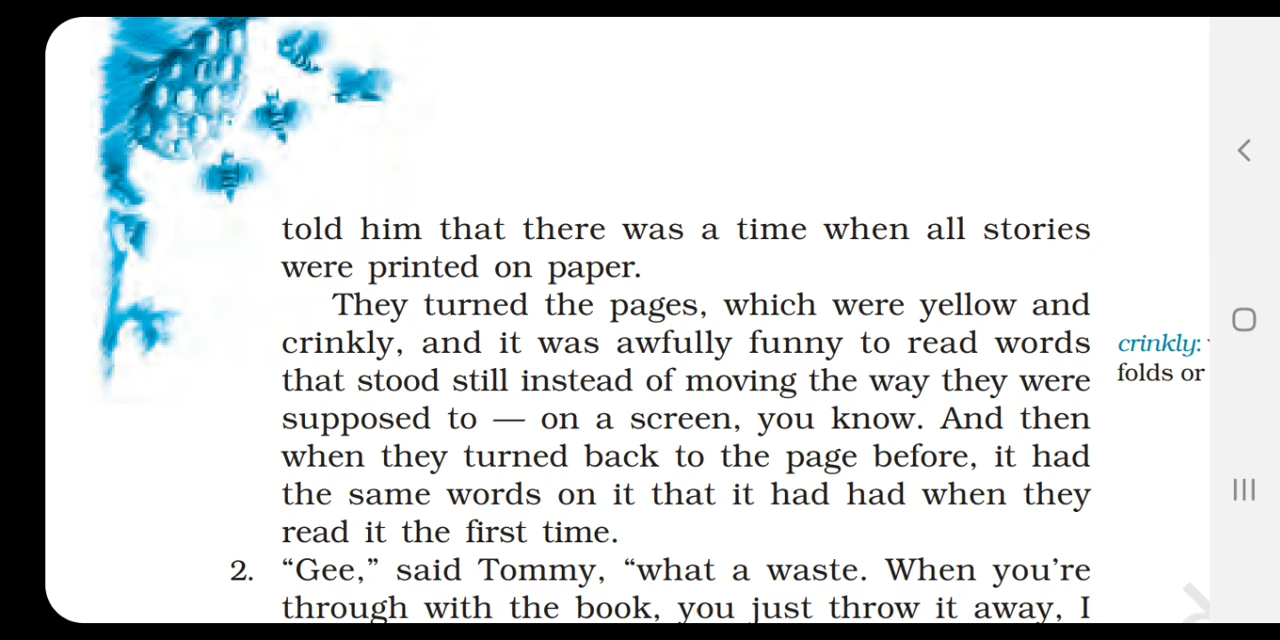 told him that there was a time when all stories
were printed on paper.
They turned the pages, which were yellow and
crinkly, and it was awfully funny to read words
that stood still instead of moving the way they were
supposed to — on a screen, you know. And then
when they turned back to the page before, it had
the same words on it that it had had when they
read it the first time.
2. “Gee,” said Tommy, “what a waste. When you’re
through with the book, you just throw it away, I
crinkly:
folds or